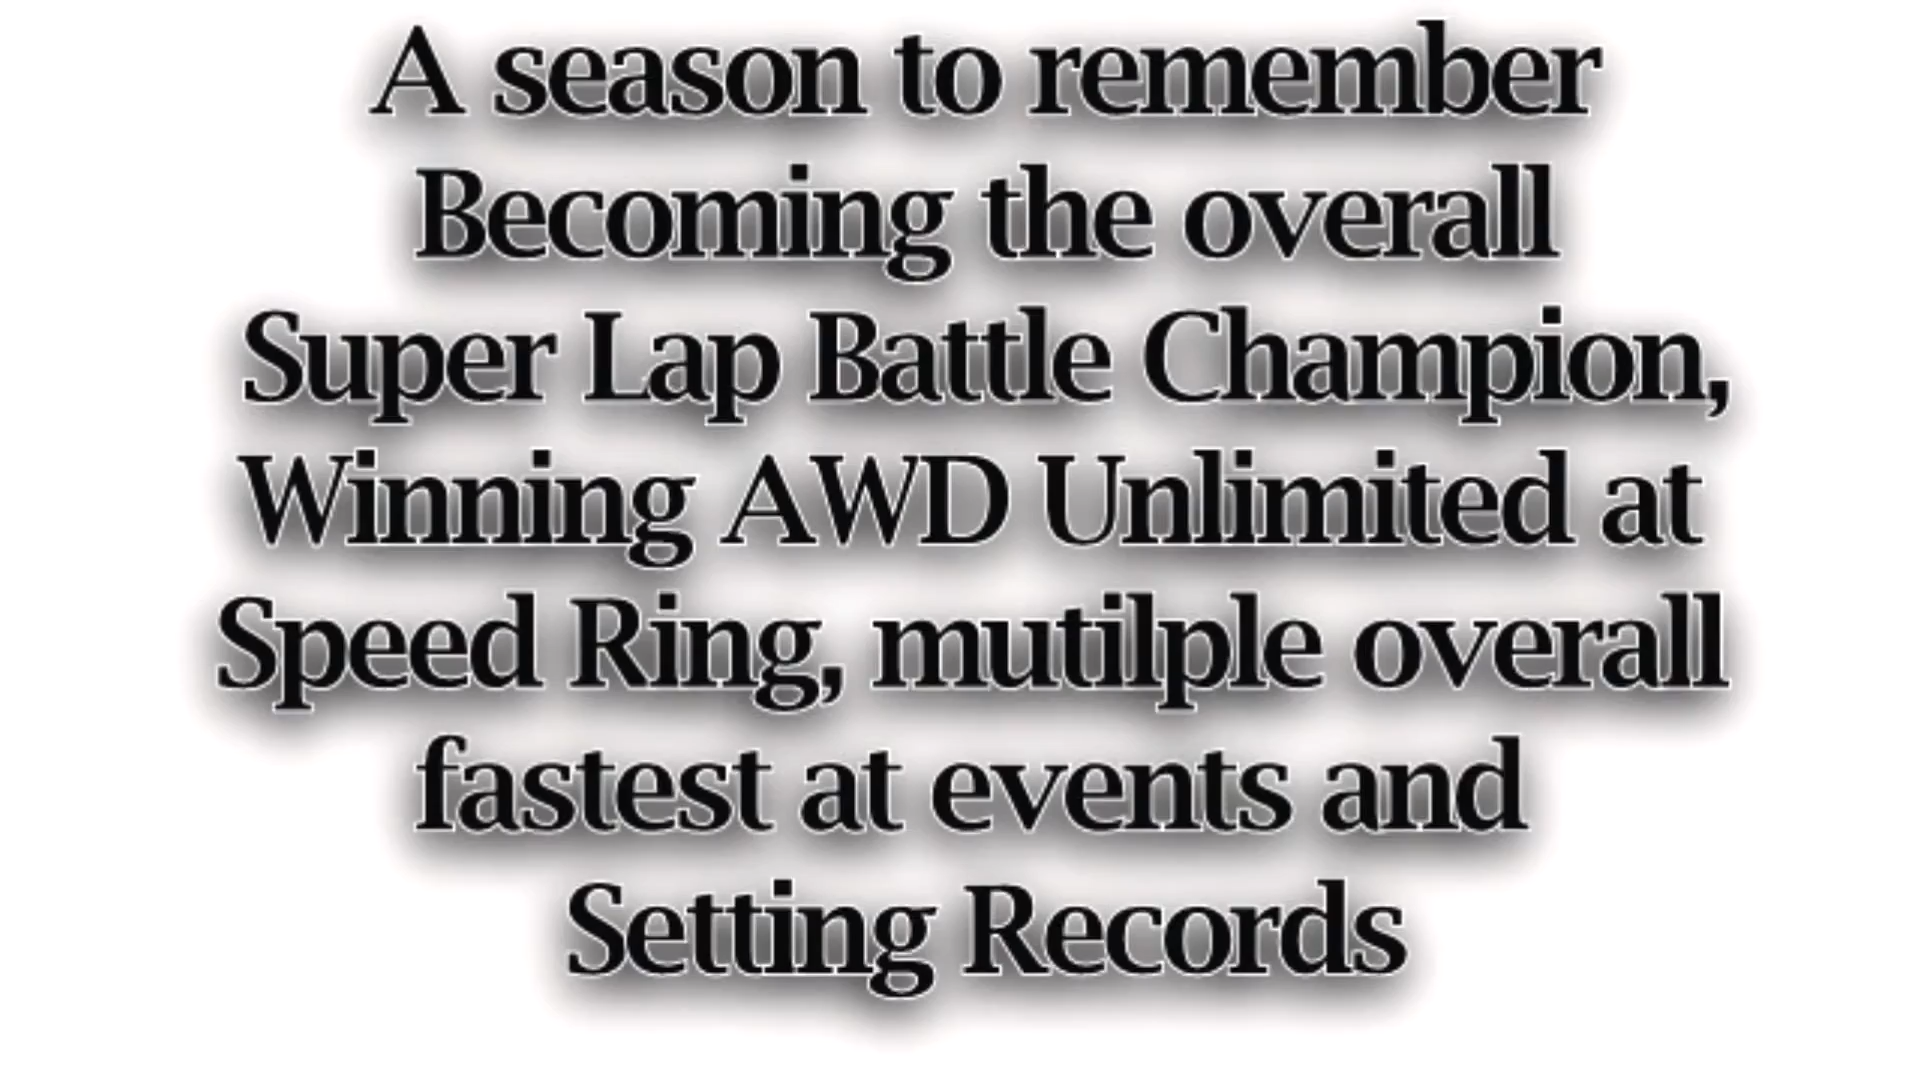 A season to remember
Becoming the overall
Super Lap Battle Champion,
Winning AWD Unlimited at
Speed Ring, mutilple overall
fastest at events and
Setting Records